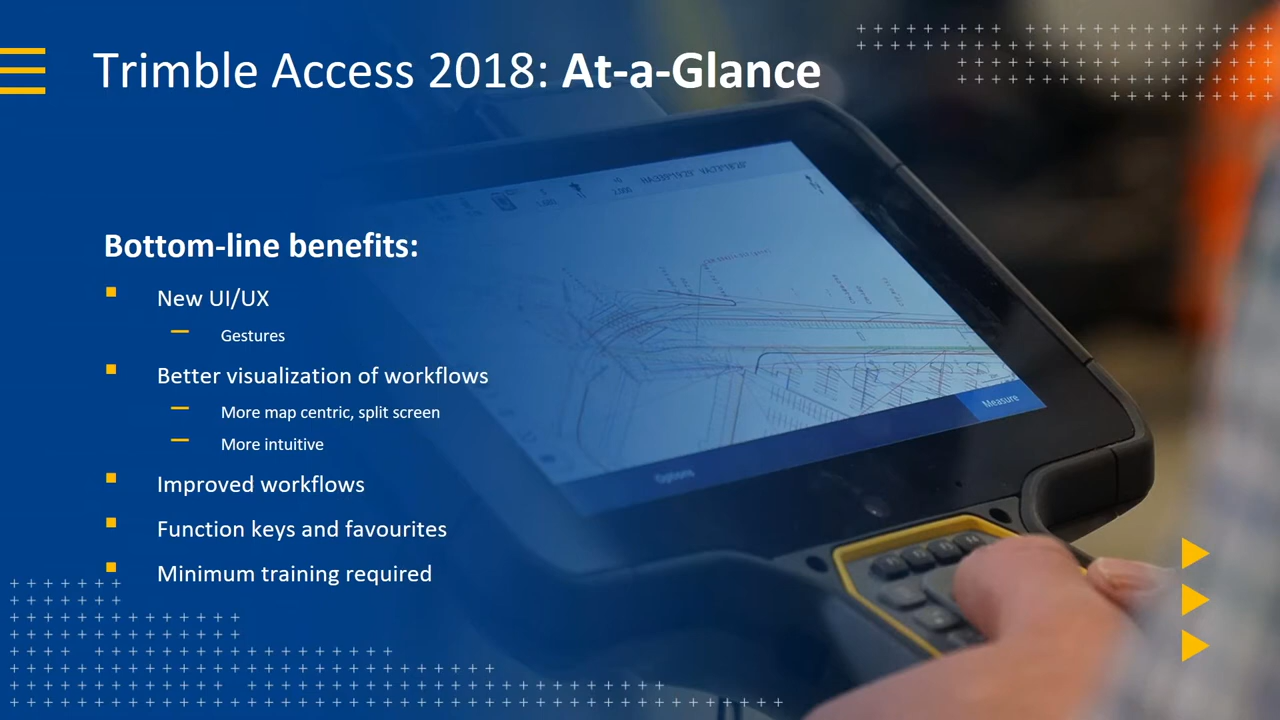 Trimble Access 2018: At-a-Glance
Bottom-line benefits:
New UI/UX
Gestures
Better visualization of workflows
More map centric, split screen
More intuitive
Improved workflows
Function keys and favourites
Minimum training required
Measure
Options